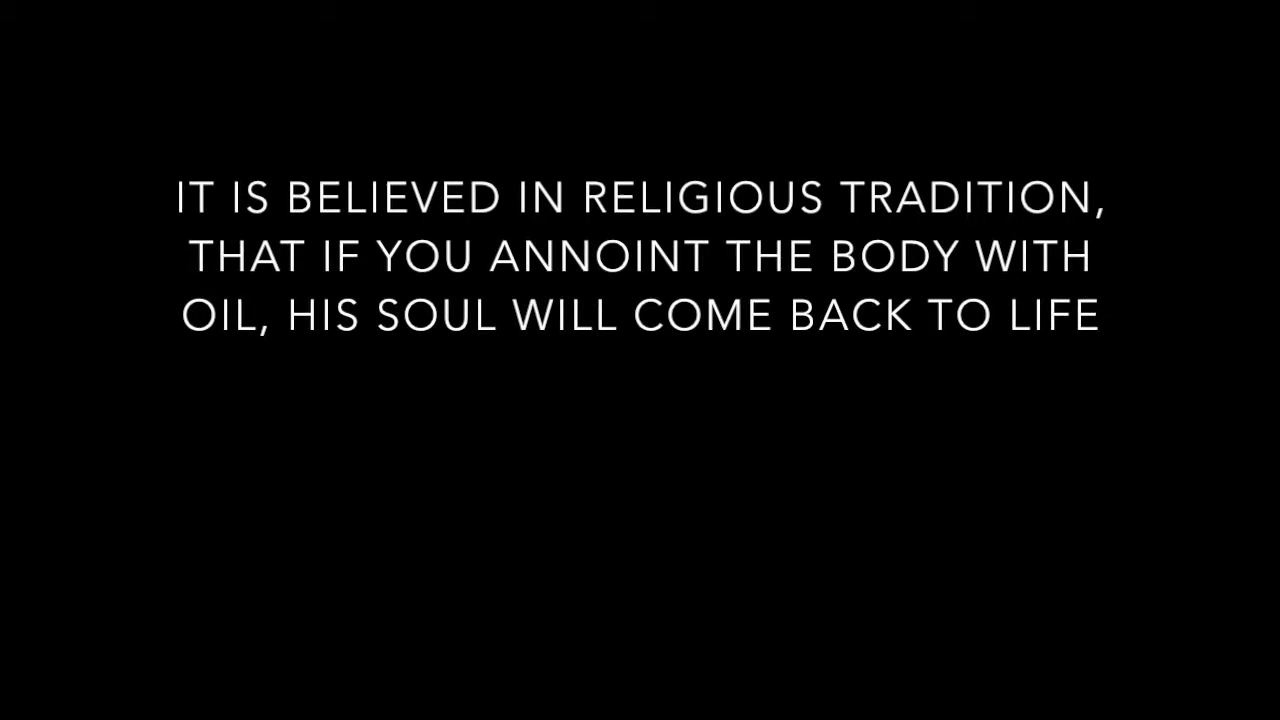 IT IS BELIEVED IN RELIGIOUS TRADITION,
THAT IF YOU ANNOINT THE BODY WITH
OIL, HIS SOUL WILL COME BACK TO LIFE